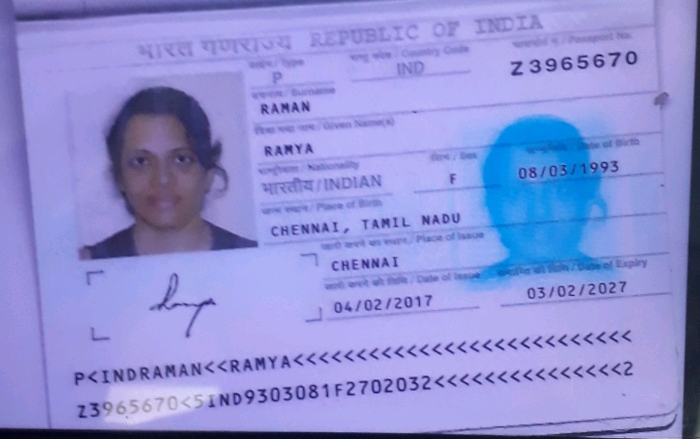 भारत गणराज्य REPUBLIC OF INDIA
टाइप / Type राष्ट्र कोड / Country Code पासपोर्ट न. / Passport No.
P IND Z3965670
उपनाम / Surname
RAMAN
दिया गया नाम / Given Name(s)
RAMYA
राष्ट्रीयता / Nationality लिंग / Sex जन्मतिथि / Date of Birth
भारतीय / INDIAN F 08/03/1993
जन्म स्थान / Place of Birth
CHENNAI, TAMIL NADU
जारी करने का स्थान / Place of Issue
CHENNAI
जारी करने की तिथि / Date of Issue समाप्ति की तिथि / Date of Expiry
04/02/2017 03/02/2027
Ramya
P<INDRAMAN<<RAMYA<<<<<<<<<<<<<<<<<<<<<<<<<<<
Z3965670<5IND9303081F2702032<<<<<<<<<<<<<<<2